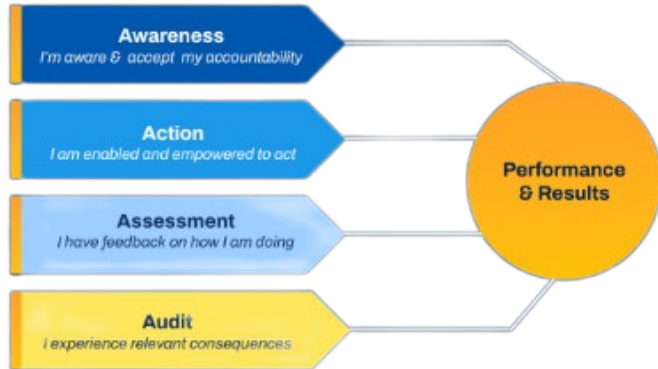 Awareness
I'm aware & accept my accountability
Action
I am enabled and empowered to act
Assessment
I have feedback on how I am doing
Audit
I experience relevant consequences
Performance
& Results